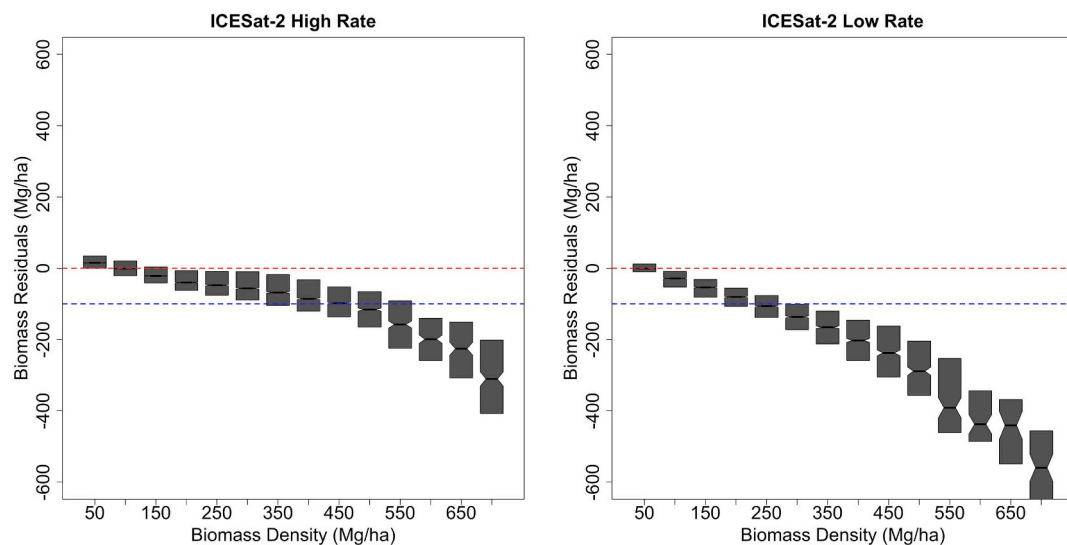 ICESat-2 High Rate
Biomass Residuals (Mg/ha)
600
400
200
0
-200
-400
-600
50 150 250 350 450 550 650
Biomass Density (Mg/ha)
ICESat-2 Low Rate
Biomass Residuals (Mg/ha)
600
400
200
0
-200
-400
-600
50 150 250 350 450 550 650
Biomass Density (Mg/ha)